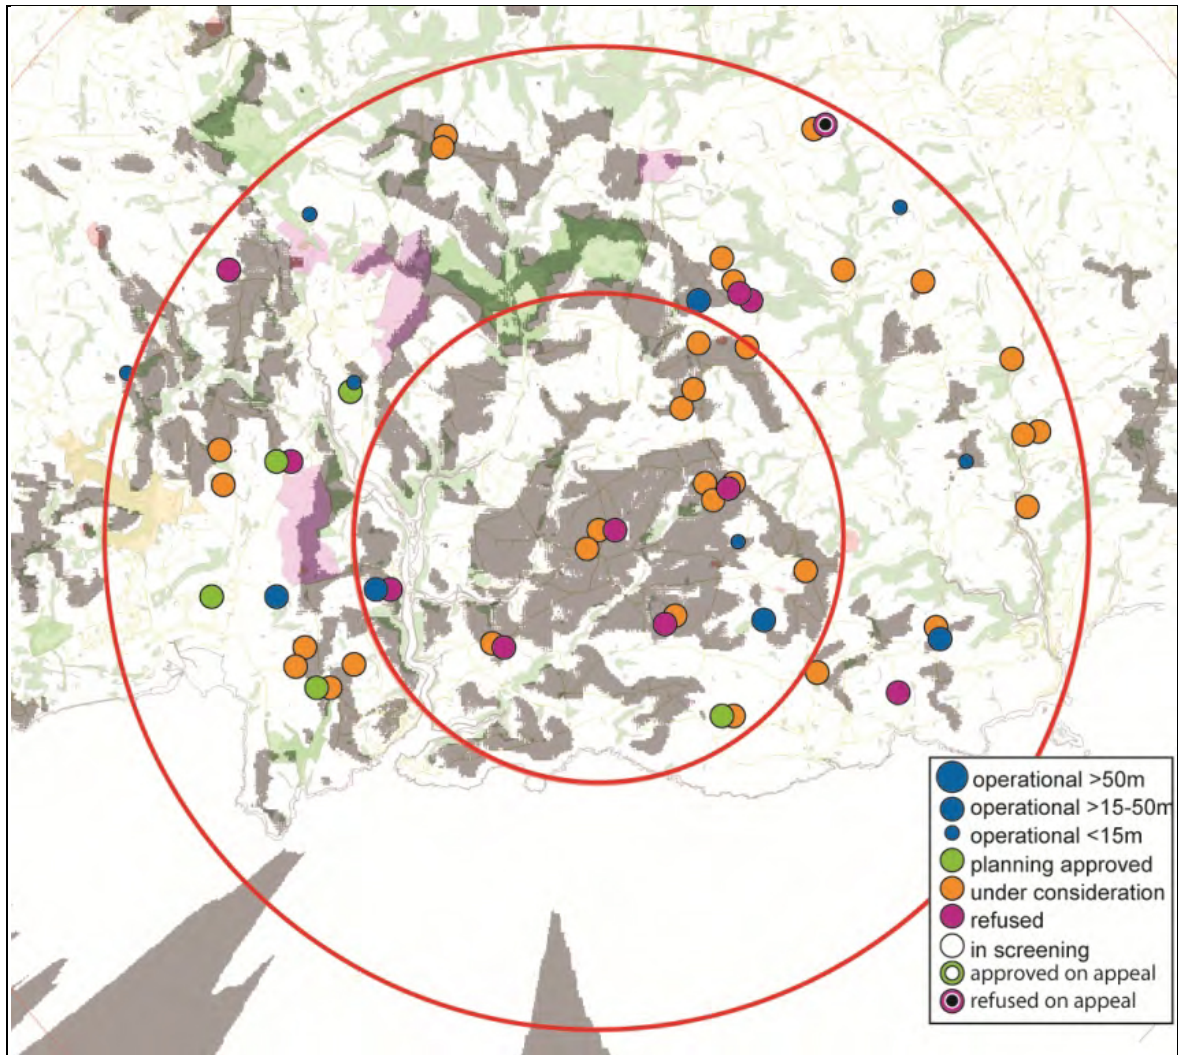 operational >50m
operational >15-50m
operational <15m
planning approved
under consideration
refused
in screening
approved on appeal
refused on appeal